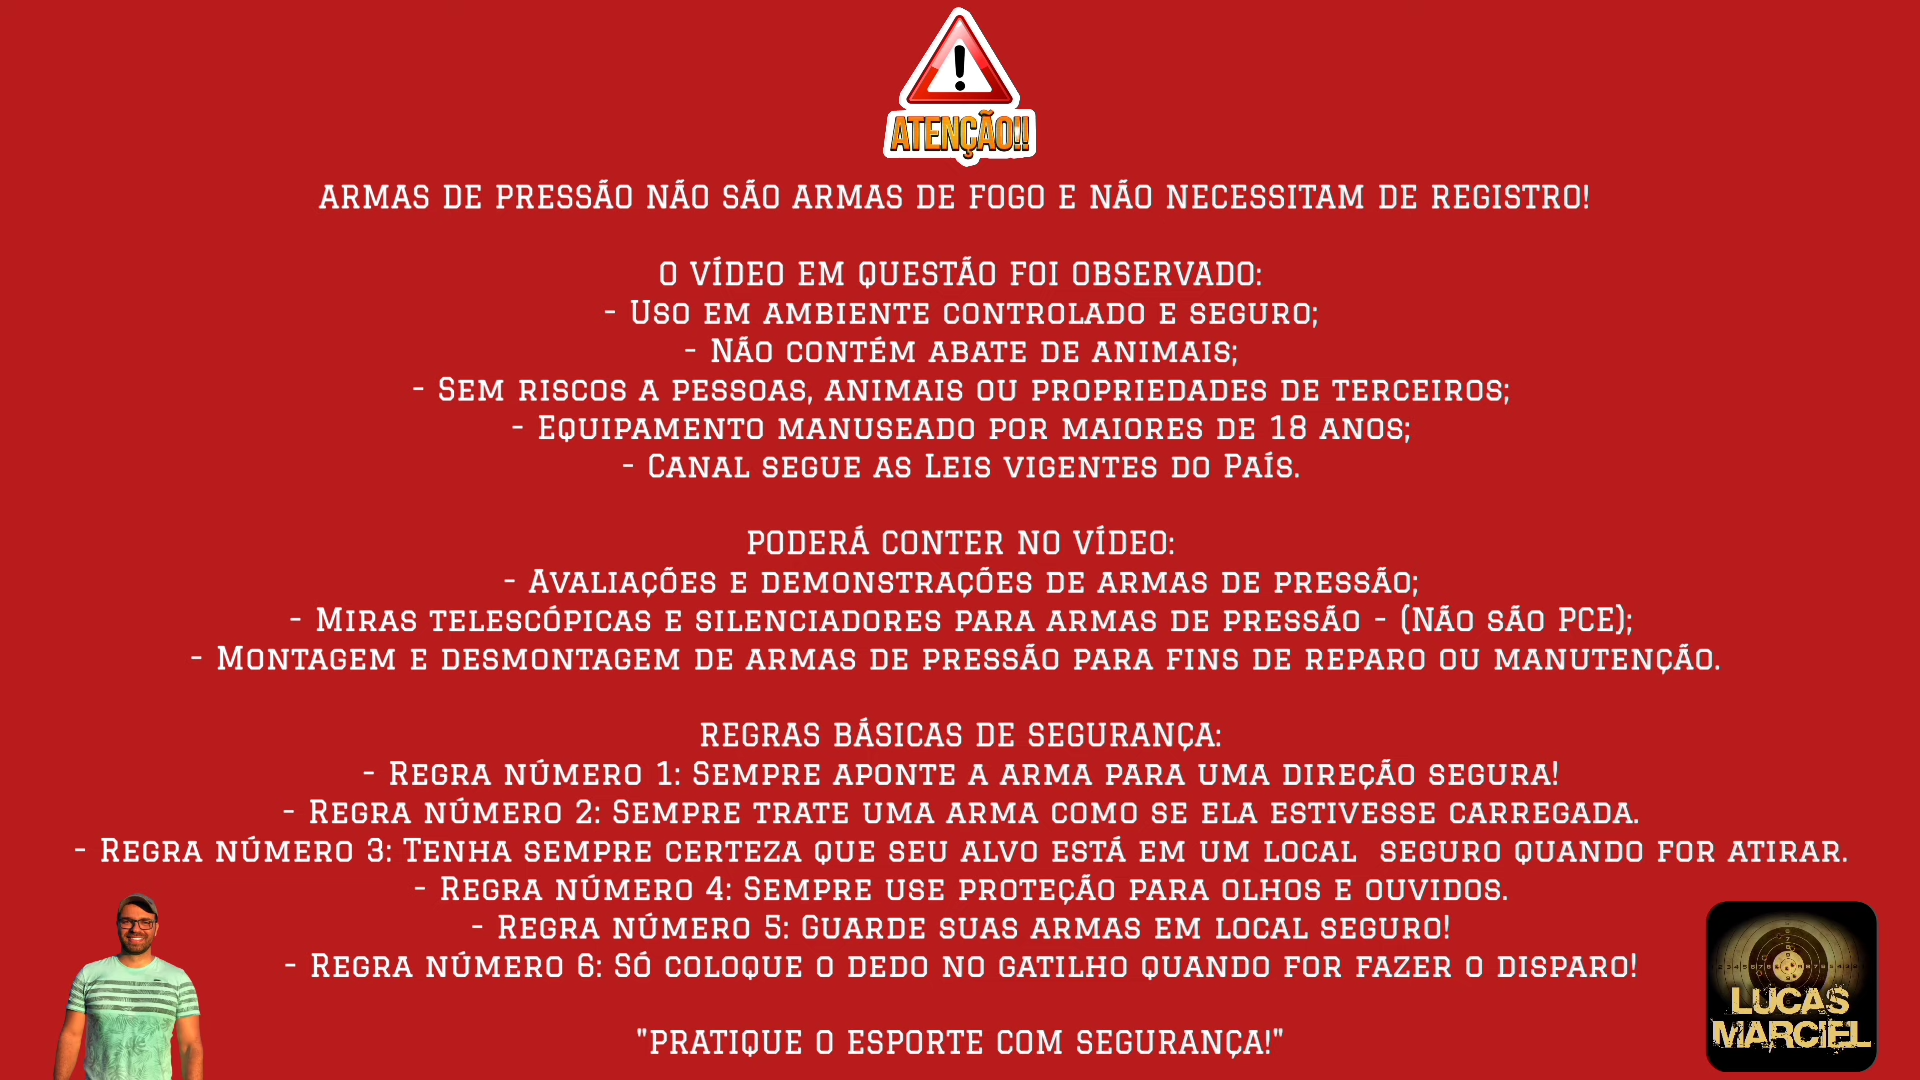 ATENÇÃO!!
ARMAS DE PRESSÃO NÃO SÃO ARMAS DE FOGO E NÃO NECESSITAM DE REGISTRO!
O VÍDEO EM QUESTÃO FOI OBSERVADO:
- Uso em ambiente controlado e seguro;
- Não contém abate de animais;
- Sem riscos a pessoas, animais ou propriedades de terceiros;
- Equipamento manuseado por maiores de 18 anos;
- Canal segue as Leis vigentes do País.
PODERÁ CONTER NO VÍDEO:
- Avaliações e demonstrações de armas de pressão;
- Miras telescópicas e silenciadores para armas de pressão - (Não são PCE);
- Montagem e desmontagem de armas de pressão para fins de reparo ou manutenção.
REGRAS BÁSICAS DE SEGURANÇA:
- Regra número 1: Sempre aponte a arma para uma direção segura!
- Regra número 2: Sempre trate uma arma como se ela estivesse carregada.
- Regra número 3: Tenha sempre certeza que seu alvo está em um local  seguro quando for atirar.
- Regra número 4: Sempre use proteção para olhos e ouvidos.
- Regra número 5: Guarde suas armas em local seguro!
- Regra número 6: Só coloque o dedo no gatilho quando for fazer o disparo!
"PRATIQUE O ESPORTE COM SEGURANÇA!"
LUCAS
MARCIEL